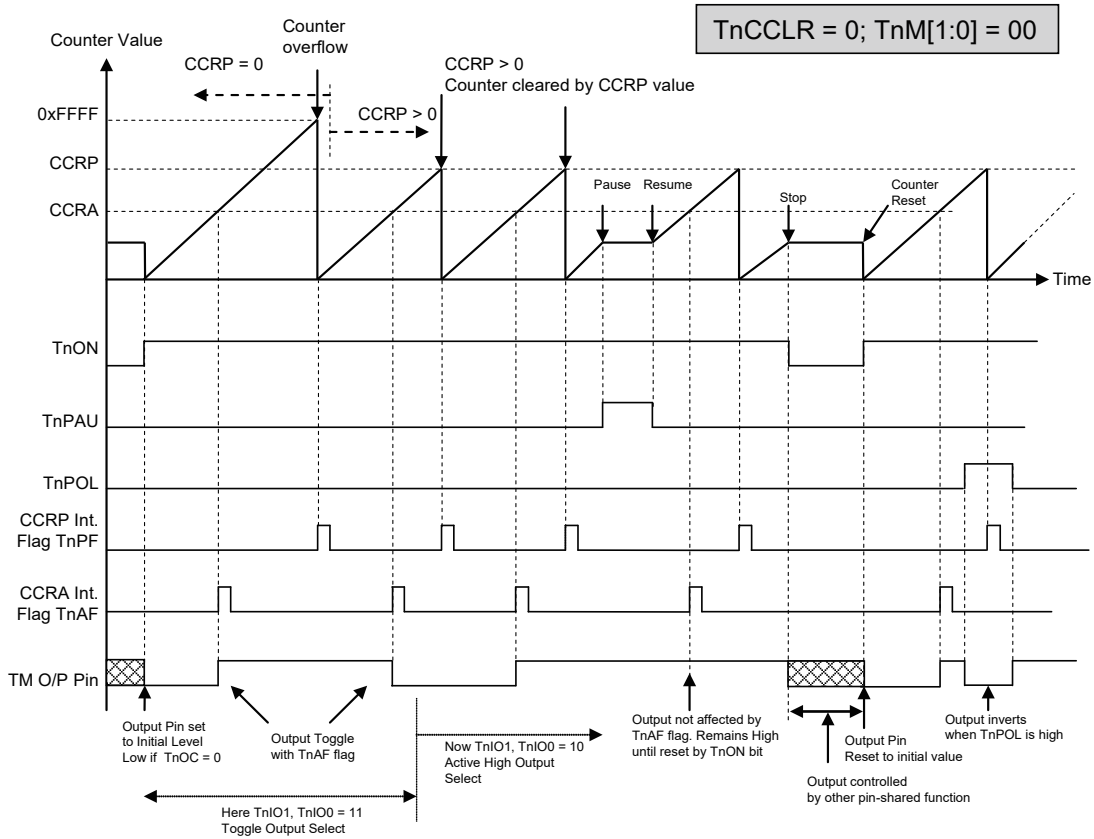 TnCCLR = 0; TnM[1:0] = 00
Counter Value
Counter
overflow
CCRP = 0
CCRP > 0
CCRP > 0
Counter cleared by CCRP value
0xFFFF
CCRP
CCRA
Pause
Resume
Stop
Counter
Reset
Time
TnON
TnPAU
TnPOL
CCRP Int.
Flag TnPF
CCRA Int.
Flag TnAF
TM O/P Pin
Output Pin set
to Initial Level
Low if TnOC = 0
Output Toggle
with TnAF flag
Now TnIO1, TnIO0 = 10
Active High Output
Select
Output not affected by
TnAF flag. Remains High
until reset by TnON bit
Output Pin
Reset to initial value
Output inverts
when TnPOL is high
Output controlled
by other pin-shared function
Here TnIO1, TnIO0 = 11
Toggle Output Select